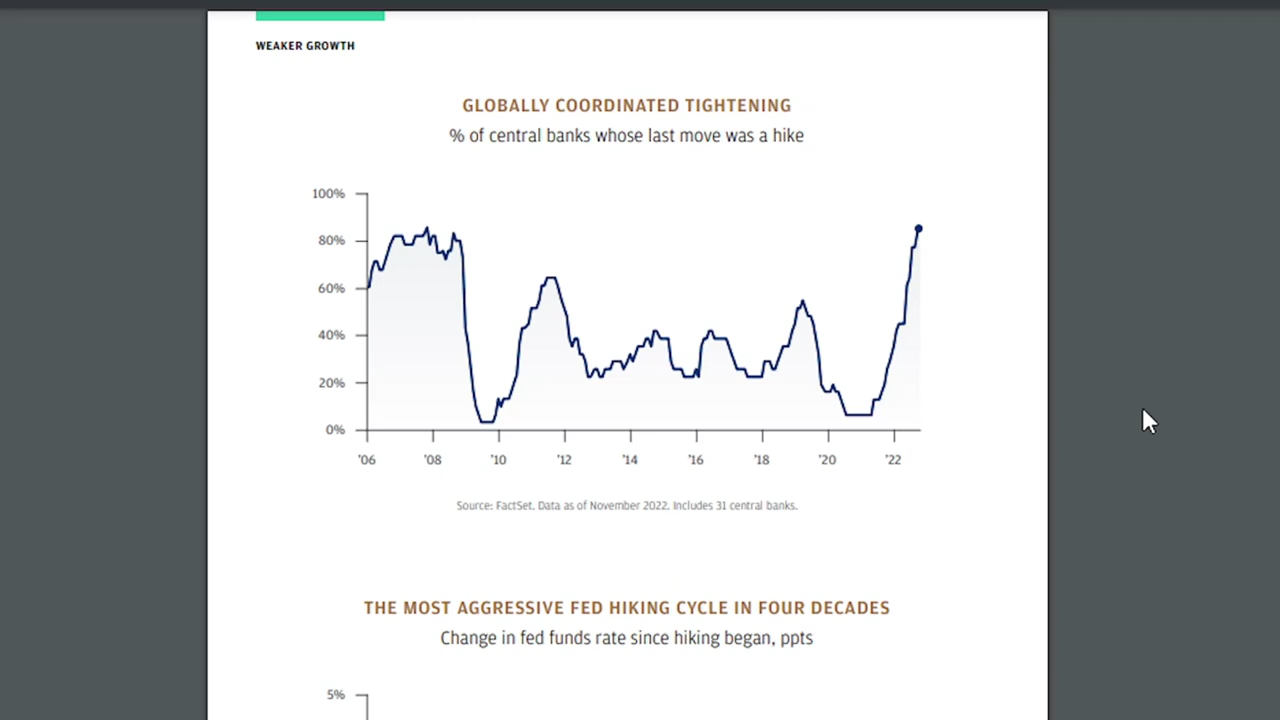 WEAKER GROWTH
GLOBALLY COORDINATED TIGHTENING
% of central banks whose last move was a hike
100%
80%
60%
40%
20%
0%
'06 '08 '10 '12 '14 '16 '18 '20 '22
Source: FactSet. Data as of November 2022. Includes 31 central banks.
THE MOST AGGRESSIVE FED HIKING CYCLE IN FOUR DECADES
Change in fed funds rate since hiking began, ppts
5%